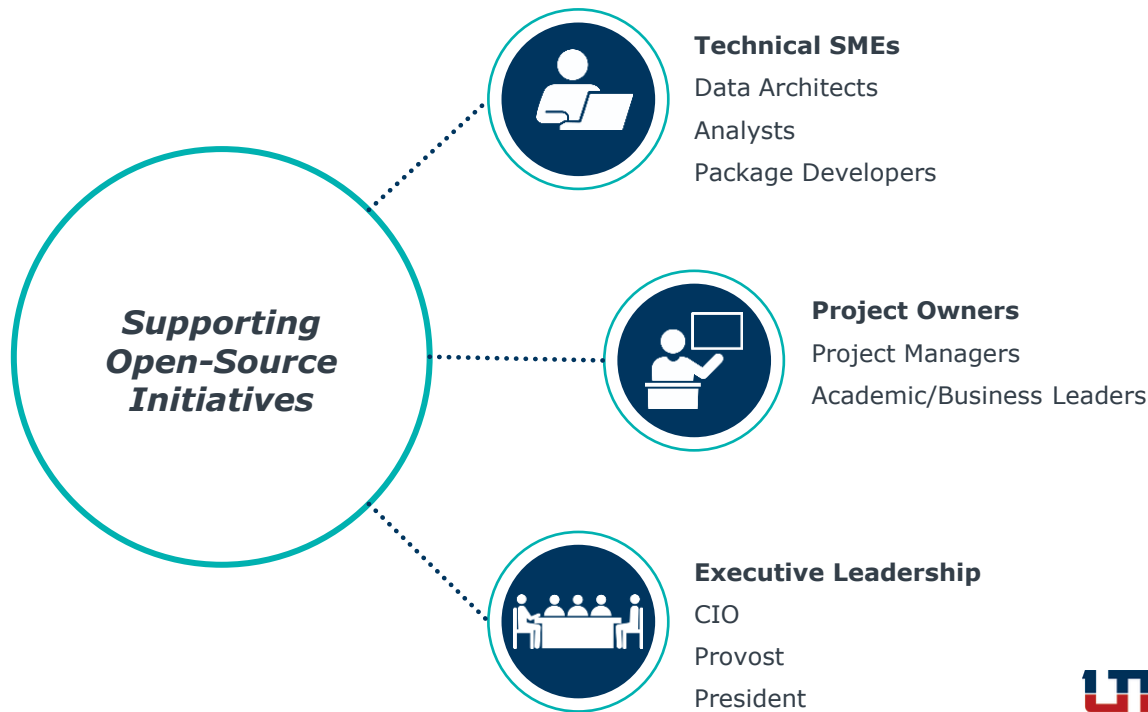 Supporting
Open-Source
Initiatives
Technical SMEs
Data Architects
Analysts
Package Developers
Project Owners
Project Managers
Academic/Business Leaders
Executive Leadership
CIO
Provost
President